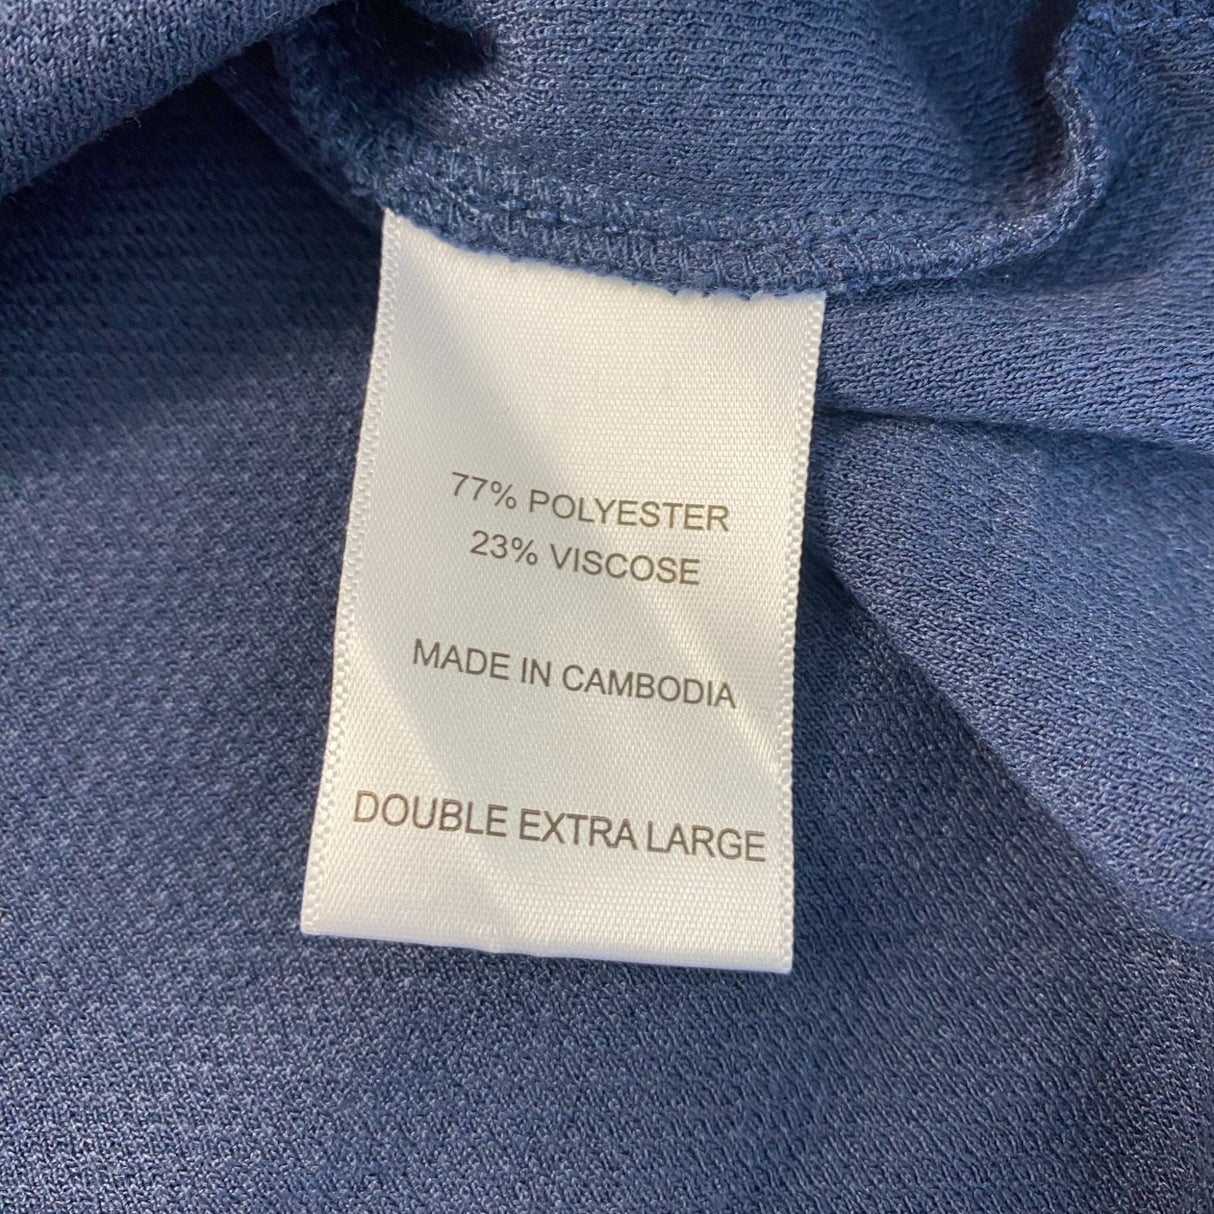 77% POLYESTER
23% VISCOSE
MADE IN CAMBODIA
DOUBLE EXTRA LARGE